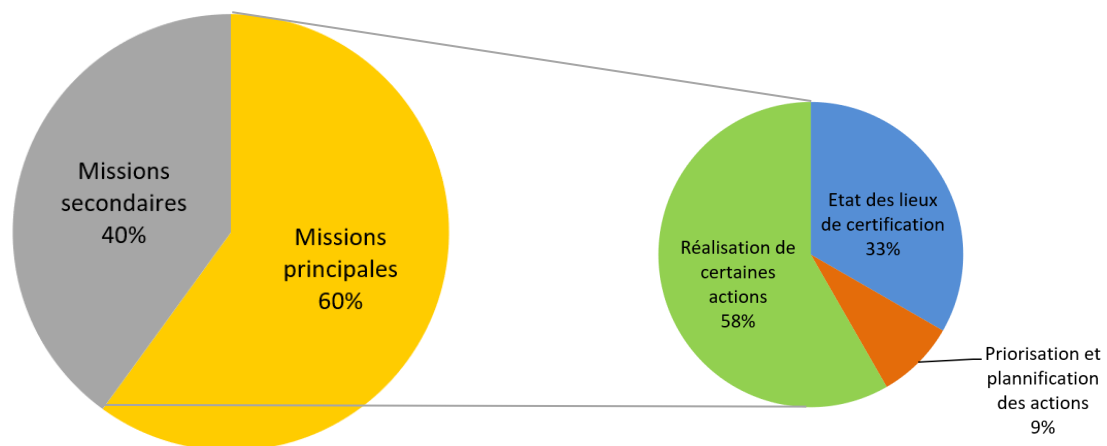 Missions
secondaires
40%
Missions
principales
60%
Réalisation de
certaines
actions
58%
Etat des lieux
de certification
33%
Priorisation et
plannification
des actions
9%